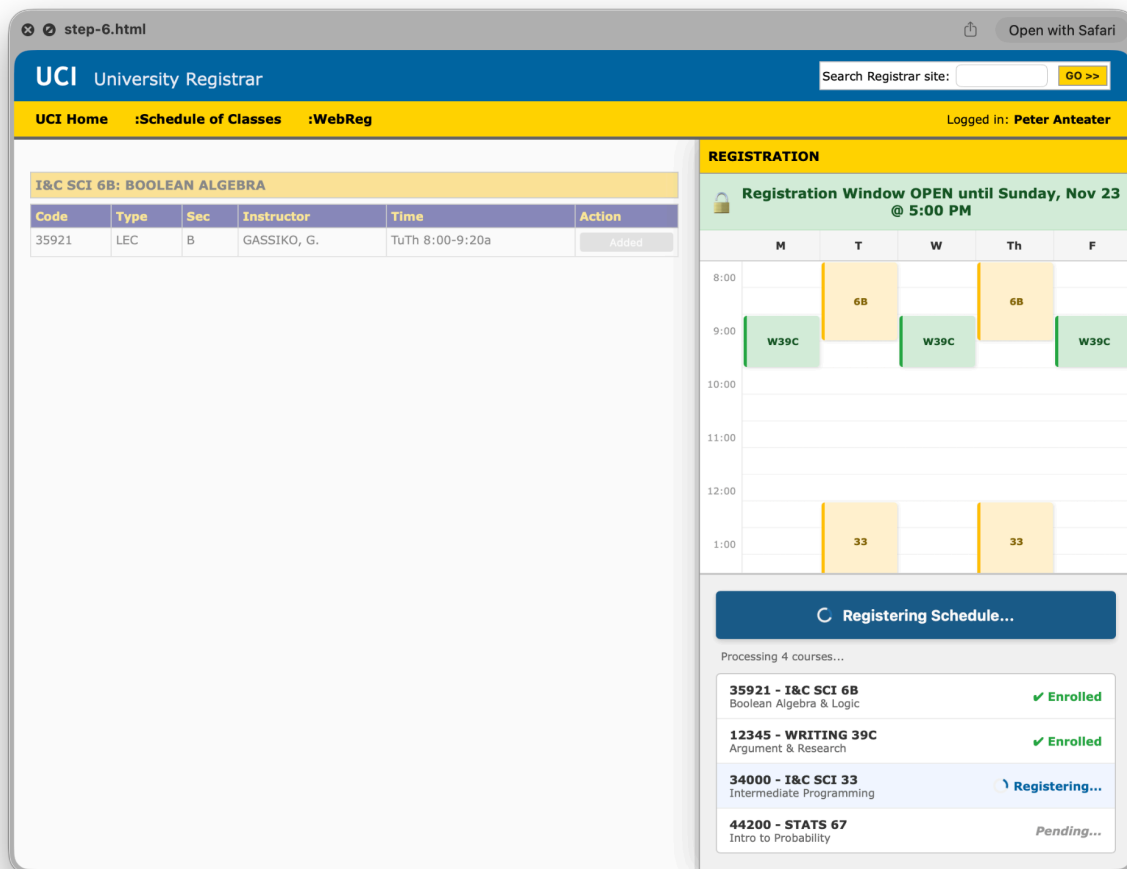 step-6.html
Open with Safari
UCI University Registrar
Search Registrar site:
GO >>
UCI Home :Schedule of Classes :WebReg
Logged in: Peter Anteater
I&C SCI 6B: BOOLEAN ALGEBRA
Code Type Sec Instructor Time Action
35921 LEC B GASSIKO, G. TuTh 8:00-9:20a Added
REGISTRATION
Registration Window OPEN until Sunday, Nov 23
@ 5:00 PM
M T W Th F
8:00
6B 6B
9:00
W39C W39C W39C
10:00
11:00
12:00
33 33
1:00
Registering Schedule...
Processing 4 courses...
35921 - I&C SCI 6B
Boolean Algebra & Logic
✔ Enrolled
12345 - WRITING 39C
Argument & Research
✔ Enrolled
34000 - I&C SCI 33
Intermediate Programming
Registering...
44200 - STATS 67
Intro to Probability
Pending...